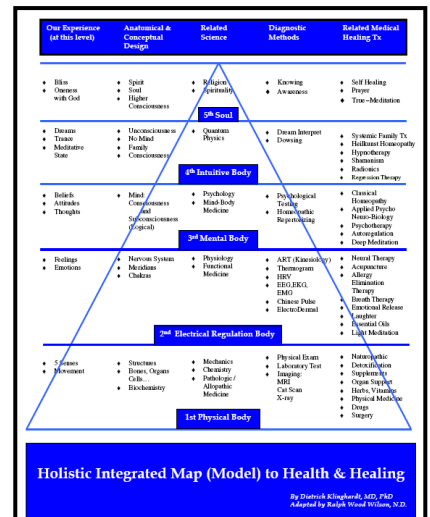 Our Experience
(at this level)
Anatomical &
Conceptual
Design
Related
Science
Diagnostic
Methods
Related Medical
Healing Tx
♦ Bliss
♦ Oneness
with God
♦ Spirit
♦ Soul
♦ Higher
Consciousness
♦ Religion
♦ Spirituality
♦ Knowing
♦ Awareness
♦ Self Healing
♦ Prayer
♦ True~Meditation
5th Soul
♦ Dreams
♦ Trance
♦ Meditative
State
♦ Unconsciousness
♦ No Mind
♦ Family
♦ Consciousness
♦ Quantum
Physics
♦ Dream Interpret
♦ Dowsing
♦ Systemic Family Tx
♦ Heilkunst Homeopathy
♦ Hypnotherapy
♦ Shamanism
♦ Radionics
♦ Regression Therapy
4th Intuitive Body
♦ Beliefs
♦ Attitudes
♦ Thoughts
♦ Mind:
Consciousness
and
Subconsciousness
(Logical)
♦ Psychology
♦ Mind-Body
Medicine
♦ Psychological
Testing
♦ Homeopathic
Repertorizing
♦ Classical
Homeopathy
♦ Applied Psycho
Neuro-Biology
♦ Psychotherapy
♦ Autoregulation
♦ Deep Meditation
3rd Mental Body
♦ Feelings
♦ Emotions
♦ Nervous System
♦ Meridians
♦ Chakras
♦ Physiology
♦ Functional
Medicine
♦ ART (Kinesiology)
♦ Thermogram
♦ HRV
♦ EEG,EKG,
EMG
♦ Chinese Pulse
♦ ElectroDermal
♦ Neural Therapy
♦ Acupuncture
♦ Allergy
Elimination
Therapy
♦ Breath Therapy
♦ Emotional Release
♦ Laughter
♦ Essential Oils
♦ Light Meditation
2nd Electrical Regulation Body
♦ 5 Senses
♦ Movement
♦ Structures
♦ Bones, Organs
Cells...
♦ Biochemistry
♦ Mechanics
♦ Chemistry
♦ Pathologic/
Allopathic
Medicine
♦ Physical Exam
♦ Laboratory Test
♦ Imaging:
MRI
Cat Scan
X-ray
♦ Naturopathic
♦ Detoxification
♦ Supplements
♦ Organ Support
♦ Herbs, Vitamins
♦ Physical Medicine
♦ Drugs
♦ Surgery
1st Physical Body
Holistic Integrated Map (Model) to Health & Healing
By Dietrich Klinghardt, MD, PhD
Adapted by Ralph Wood Wilson, N.D.